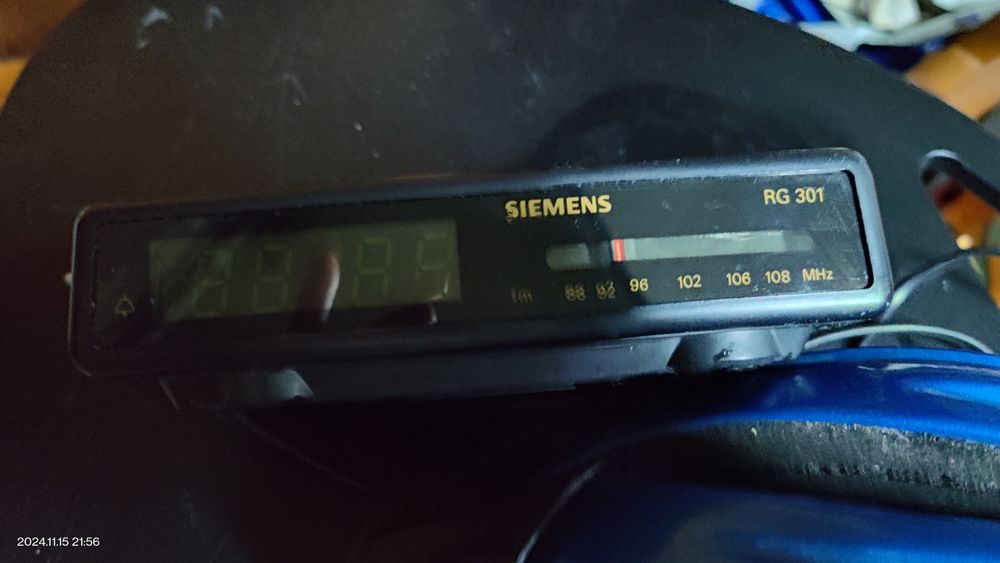 SIEMENS
RG 301
fm 88 92 96 102 106 108 MHz
2024.11.15 21:56